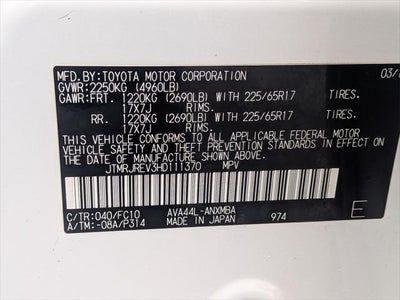 MFD.BY:TOYOTA MOTOR CORPORATION 03/1
GVWR:2250KG (4960LB)
GAWR:FRT. 1220KG (2690LB) WITH 225/65R17 TIRES.
17X7J RIMS.
RR. 1220KG (2690LB) WITH 225/65R17 TIRES.
17X7J RIMS.
THIS VEHICLE CONFORMS TO ALL APPLICABLE FEDERAL MOTOR
VEHICLE SAFETY, BUMPER, AND THEFT PREVENTION STANDARDS
IN EFFECT ON THE DATE OF MANUFACTURE SHOWN ABOVE.
JTMRJREV3HD111370 MPV
C/TR:040/FC10 AVA44L-ANXMBA E
A/TM:-08A/P314 MADE IN JAPAN 974